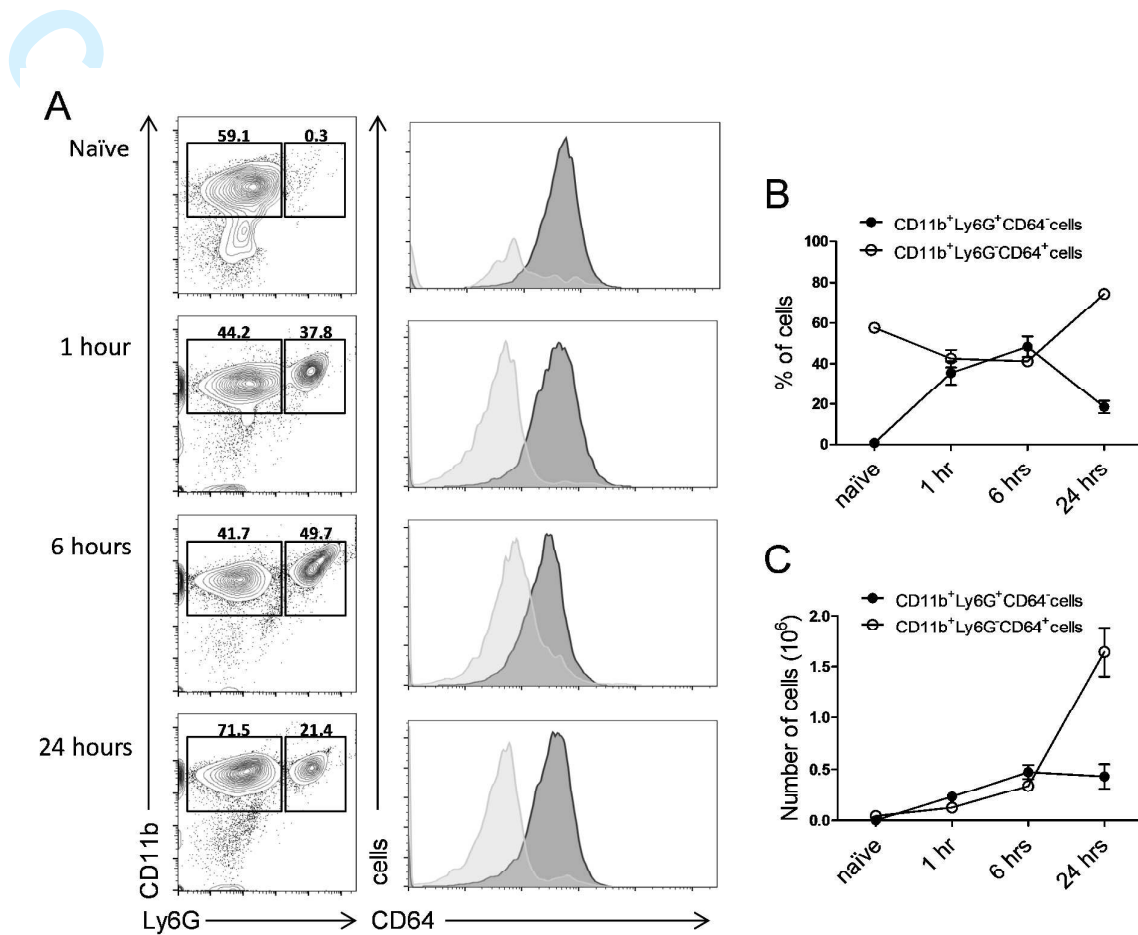 A
Naïve
59.1 0.3
1 hour
44.2 37.8
6 hours
41.7 49.7
24 hours
71.5 21.4
CD11b
cells
Ly6G
CD64
B
CD11b⁺Ly6G⁺CD64⁻cells
CD11b⁺Ly6G⁻CD64⁺cells
% of cells
100
80
60
40
20
0
naïve
1 hr
6 hrs
24 hrs
C
CD11b⁺Ly6G⁺CD64⁻cells
CD11b⁺Ly6G⁻CD64⁺cells
Number of cells (10⁶)
2.0
1.5
1.0
0.5
0.0
naïve
1 hr
6 hrs
24 hrs